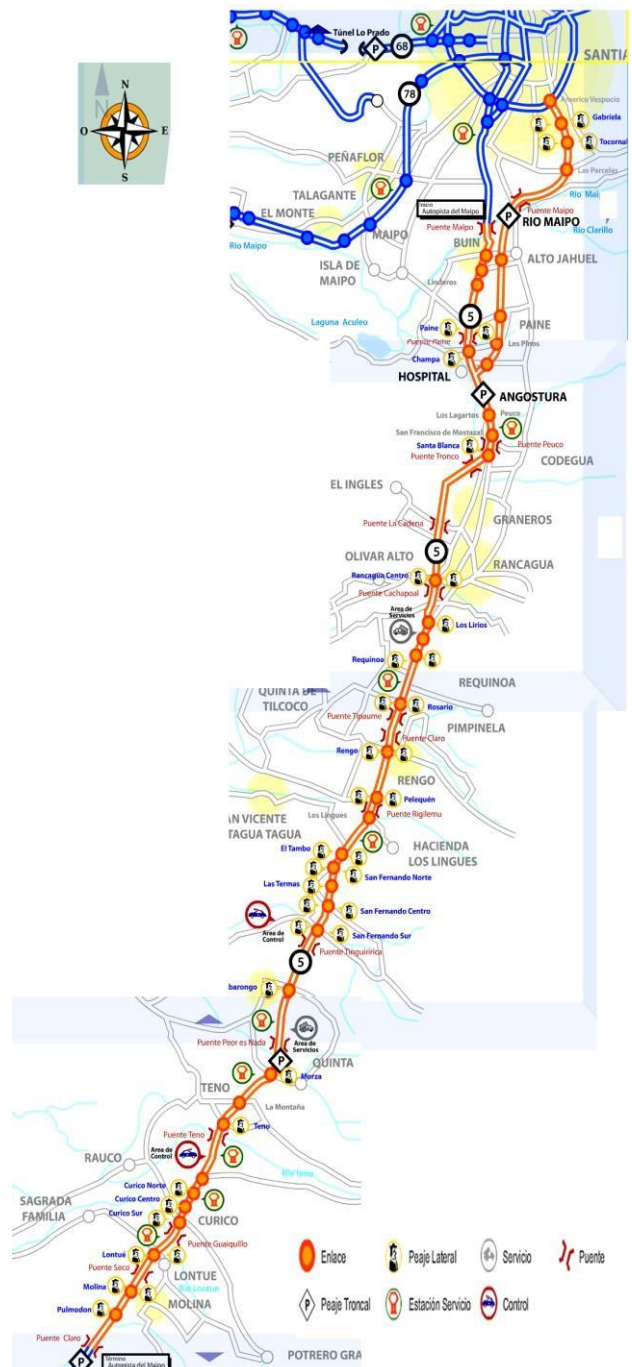 Túnel Lo Prado
P
68
SANTIA
N
N
O
E
S
78
Americo Vespucio
Gabriela
Tocornal
PEÑAFLOR
Las Parcelas
TALAGANTE
Inicio
Autopista del Maipo
Rio Mai
EL MONTE
Puente Maipo
P
RIO MAIPO
MAIPO
Puente Maipo
Rio Clarillo
Rio Maipo
BUIN
ISLA DE
MAIPO
ALTO JAHUEL
Linderos
5
Laguna Aculeo
Paine
PAINE
Puente Paine
Los Pinos
Champa
HOSPITAL
P
ANGOSTURA
Los Lagartos
Peuco
San Francisco de Mostazal
Santa Blanca
Puente Peuco
Puente Tronco
CODEGUA
EL INGLES
GRANEROS
Puente La Cadena
5
OLIVAR ALTO
RANCAGUA
Rancagua Centro
Puente Cachapoal
Area de
Servicios
Los Lirios
Requinoa
REQUINOA
QUINTA DE
TILCOCO
Rosario
Puente Tipaume
PIMPINELA
Puente Claro
Rengo
RENGO
Pelequén
Los Lingues
Puente Rigilemu
AN VICENTE
TAGUA TAGUA
HACIENDA
LOS LINGUES
El Tambo
San Fernando Norte
Las Termas
San Fernando Centro
Area de
Control
San Fernando Sur
Puente Tinguiririca
5
barongo
Puente Peor es Nada
Area de
Servicios
P
QUINTA
Morza
TENO
La Montaña
Teno
Puente Teno
Area de
Control
RAUCO
Rio Teno
Curico Norte
Curico Centro
SAGRADA
FAMILIA
Curico Sur
CURICO
Puente Guaiquillo
Lontué
Puente Seco
LONTUE
Rio Lontue
Molina
MOLINA
Pulmodon
Puente Claro
P
Término
Autopista del Maipo
POTRERO GRA
Enlace
Peaje Lateral
Servicio
Puente
P
Peaje Troncal
Estación Servicio
Control